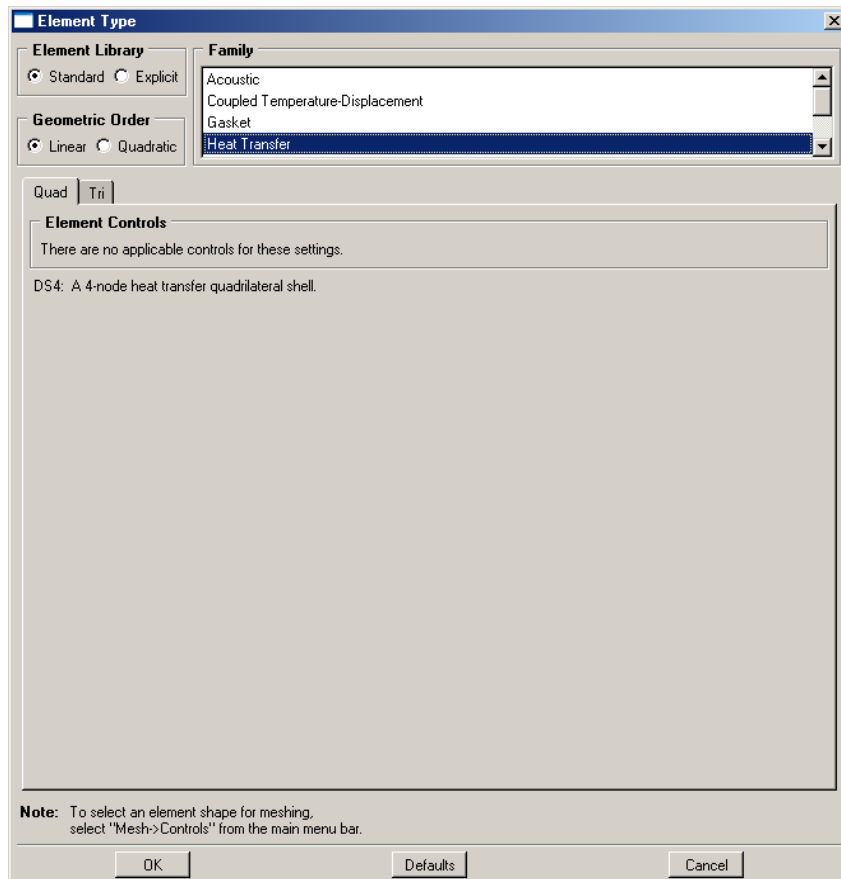 Element Type
Element Library
Standard Explicit
Family
Acoustic
Coupled Temperature-Displacement
Gasket
Heat Transfer
Geometric Order
Linear Quadratic
Quad Tri
Element Controls
There are no applicable controls for these settings.
DS4: A 4-node heat transfer quadrilateral shell.
Note: To select an element shape for meshing,
select "Mesh->Controls" from the main menu bar.
OK Defaults Cancel